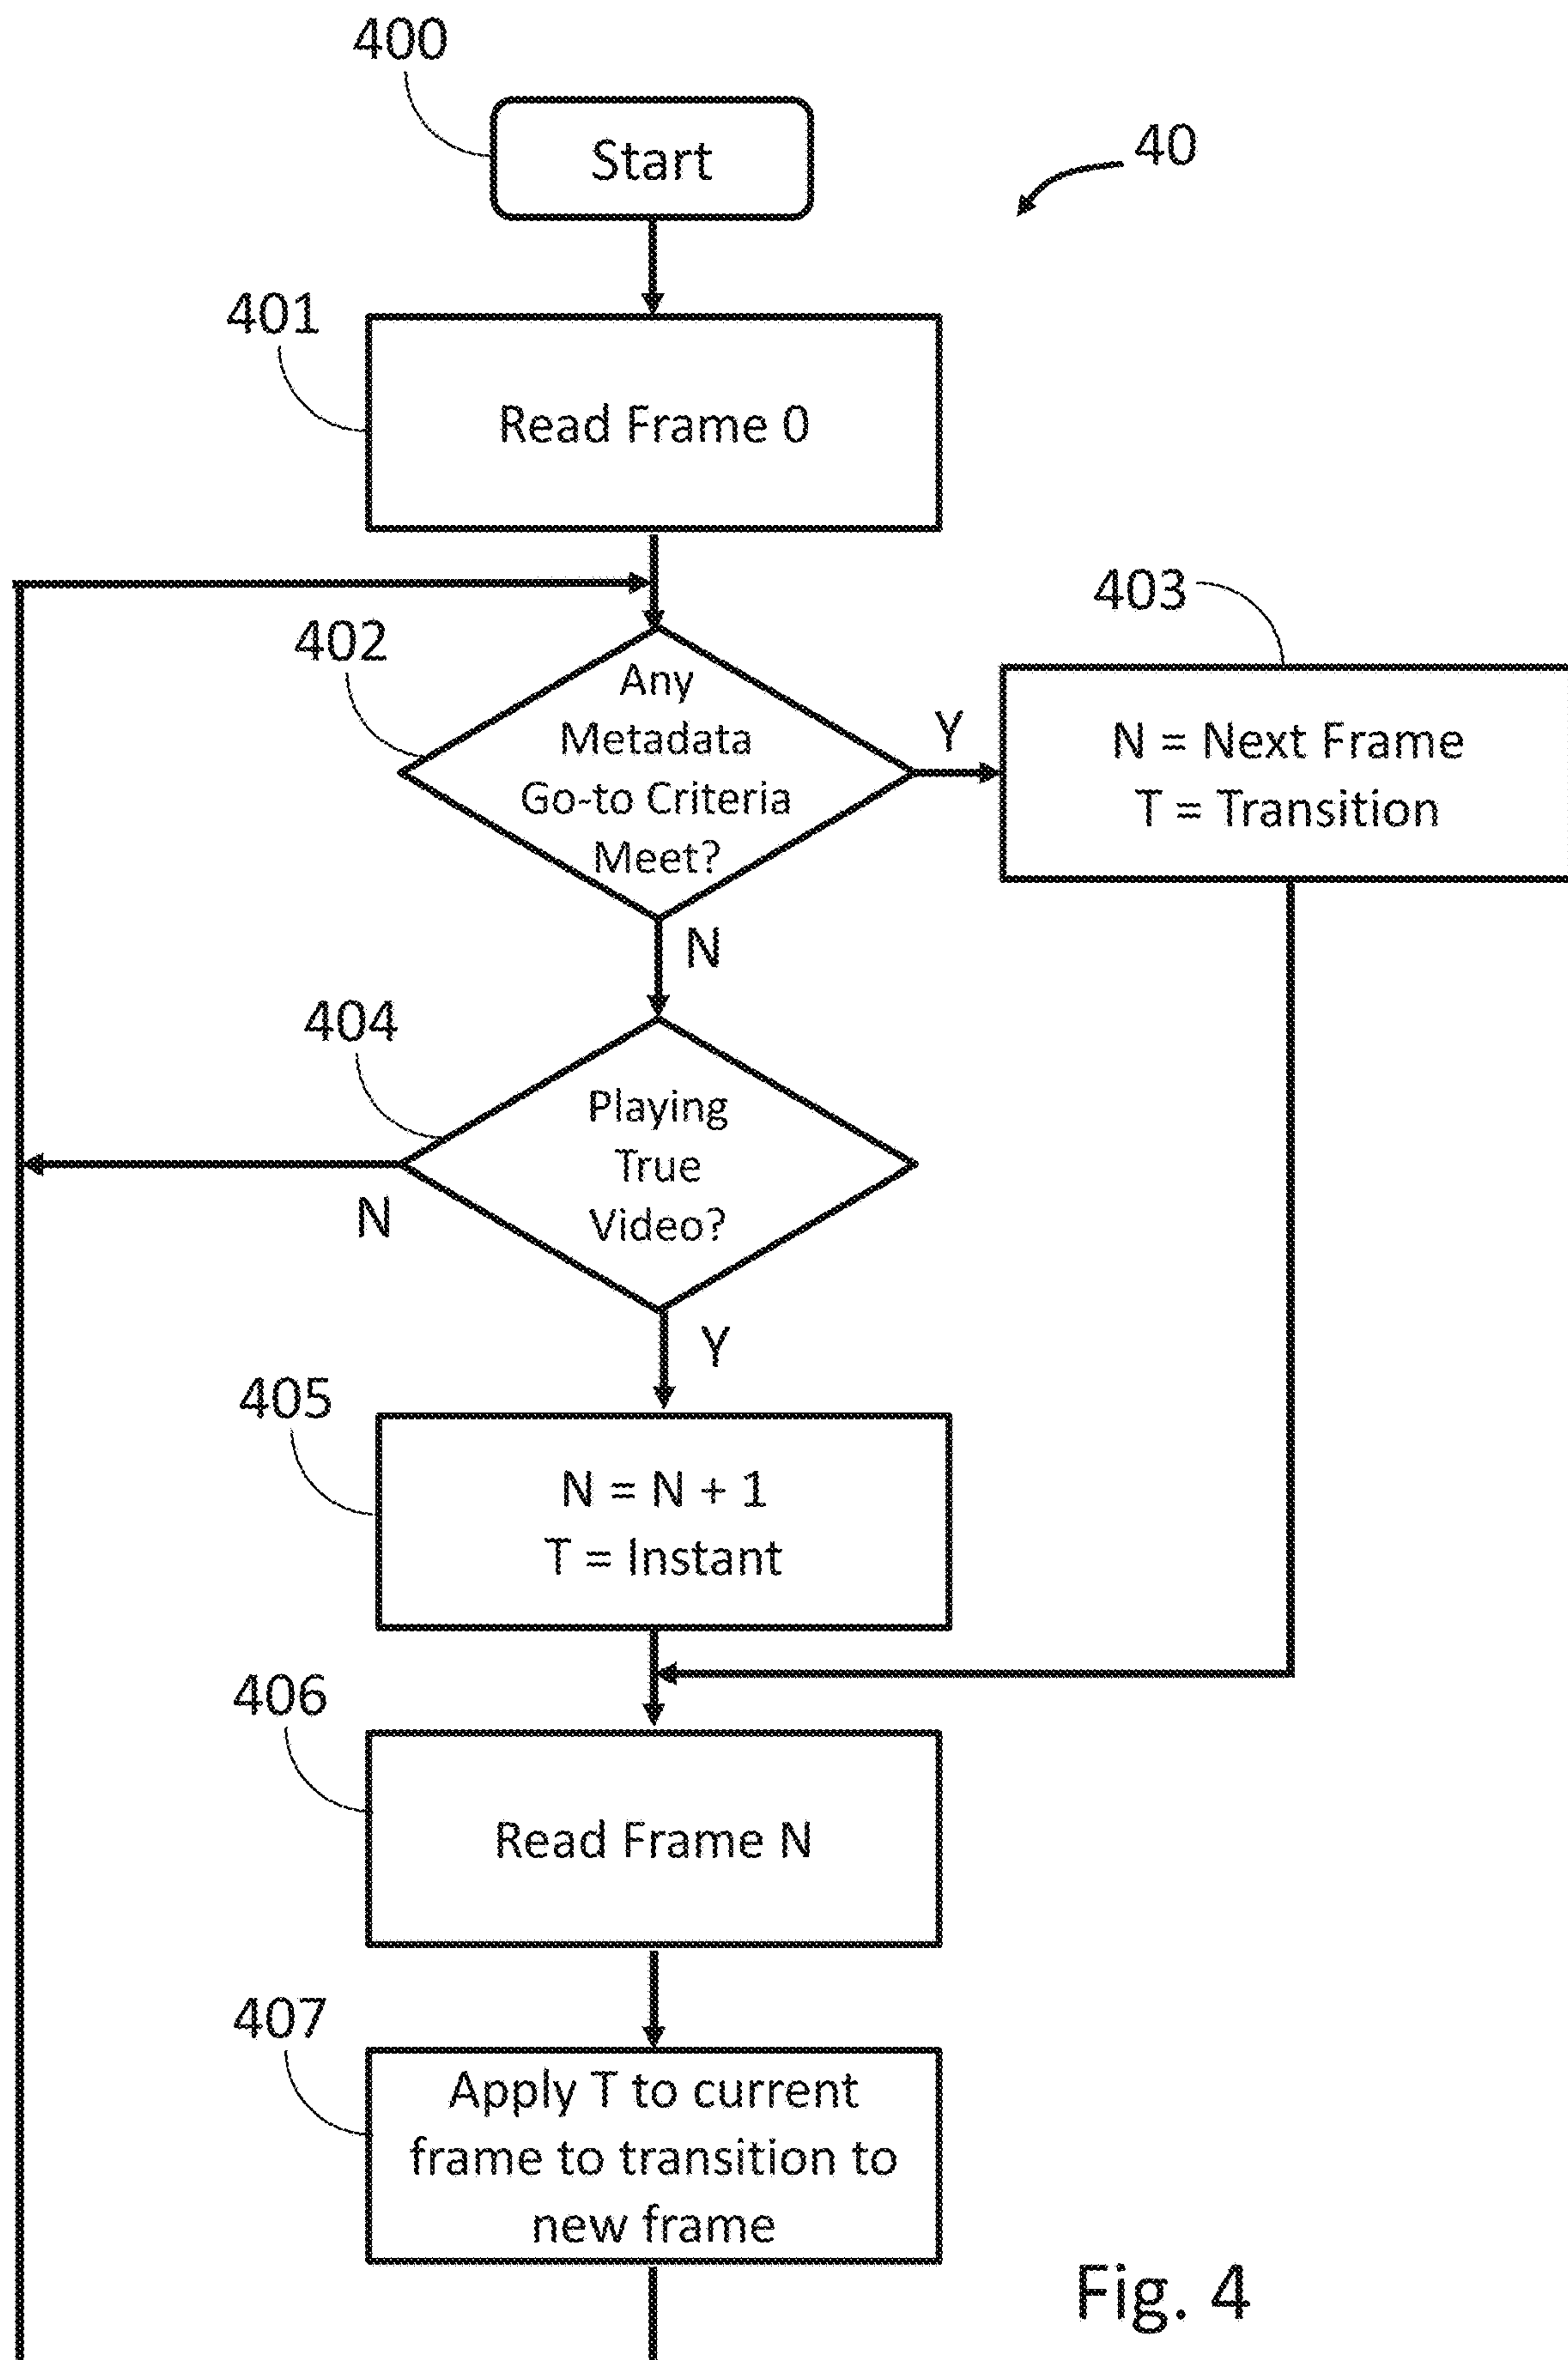 400
Start
40
401
Read Frame 0
402
Any
Metadata
Go-to Criteria
Meet?
Y
403
N = Next Frame
T = Transition
N
404
Playing
True
Video?
N
Y
405
N = N + 1
T = Instant
406
Read Frame N
407
Apply T to current
frame to transition to
new frame
Fig. 4